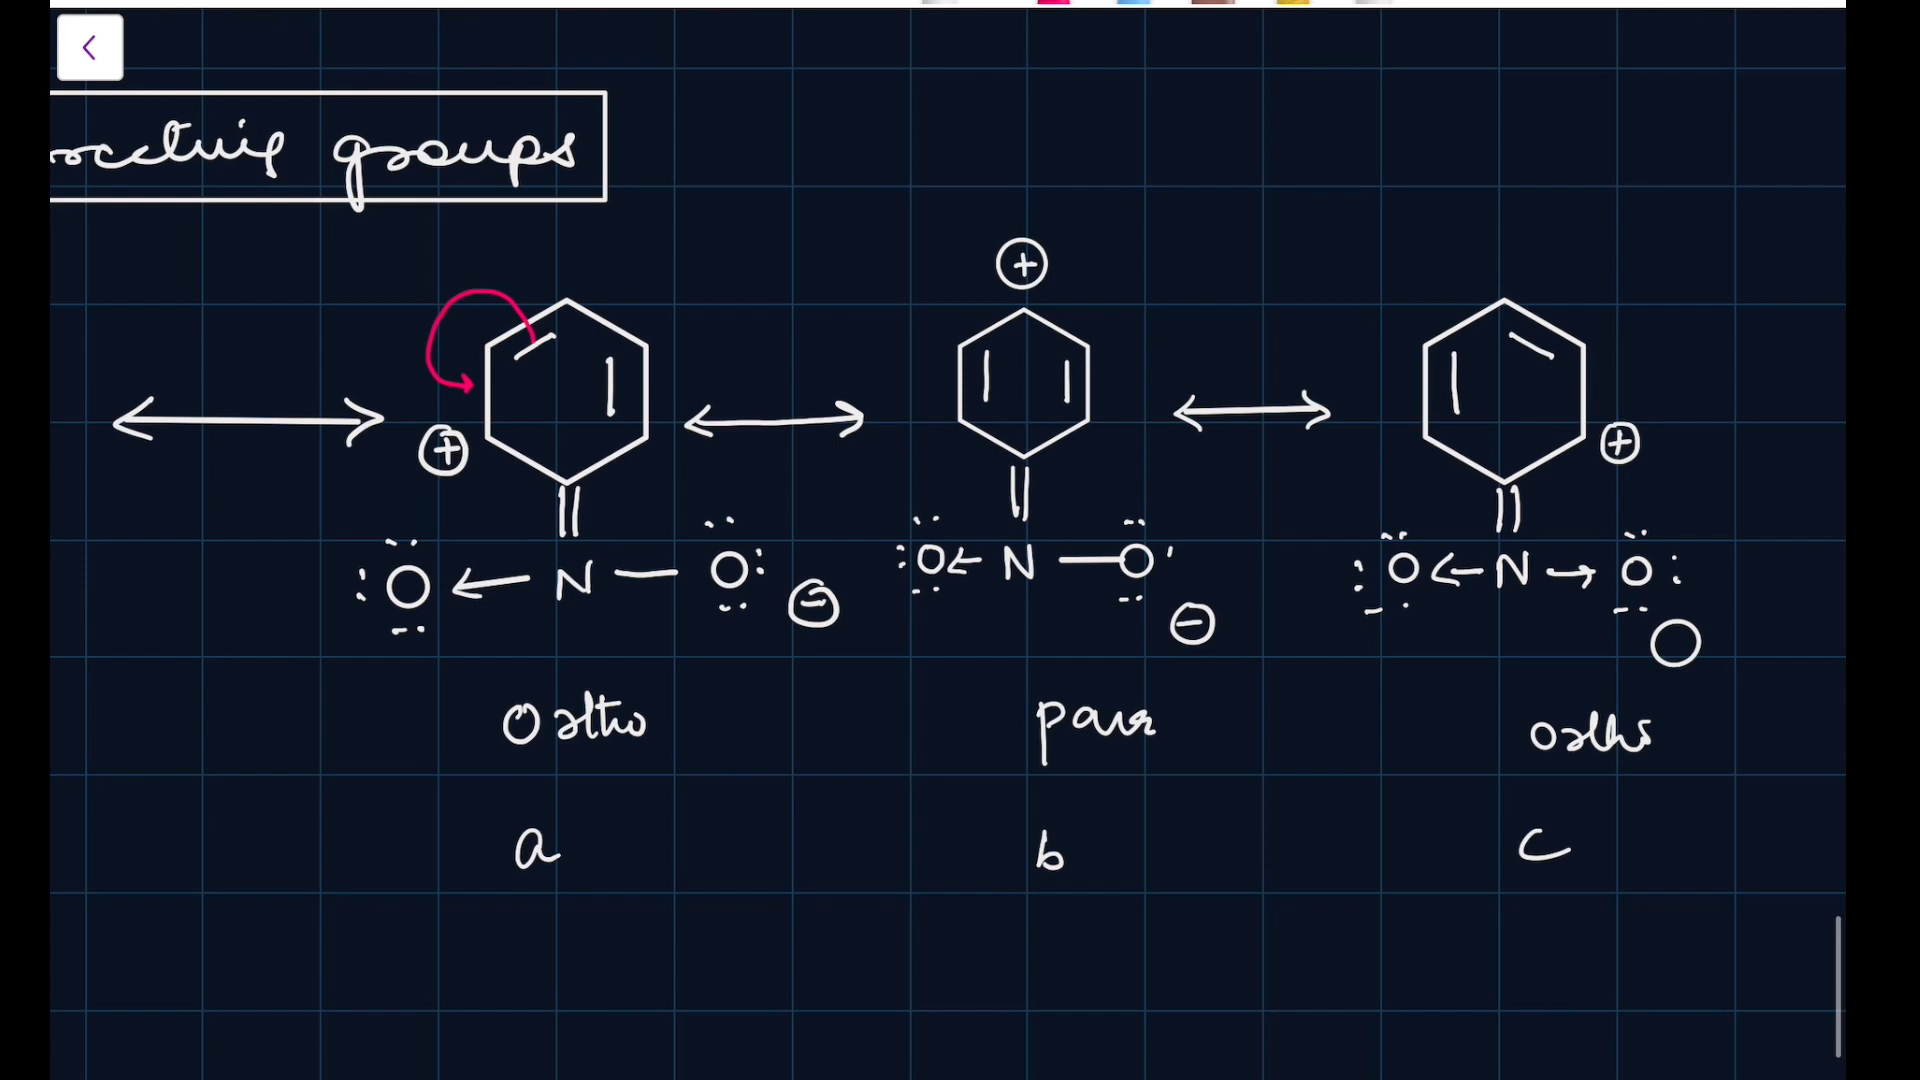 groups
+
+
+ +
:O: ← N — O: −
:O: ← N — O: −
:O: ← N → O:
Ortho para ortho
a b c